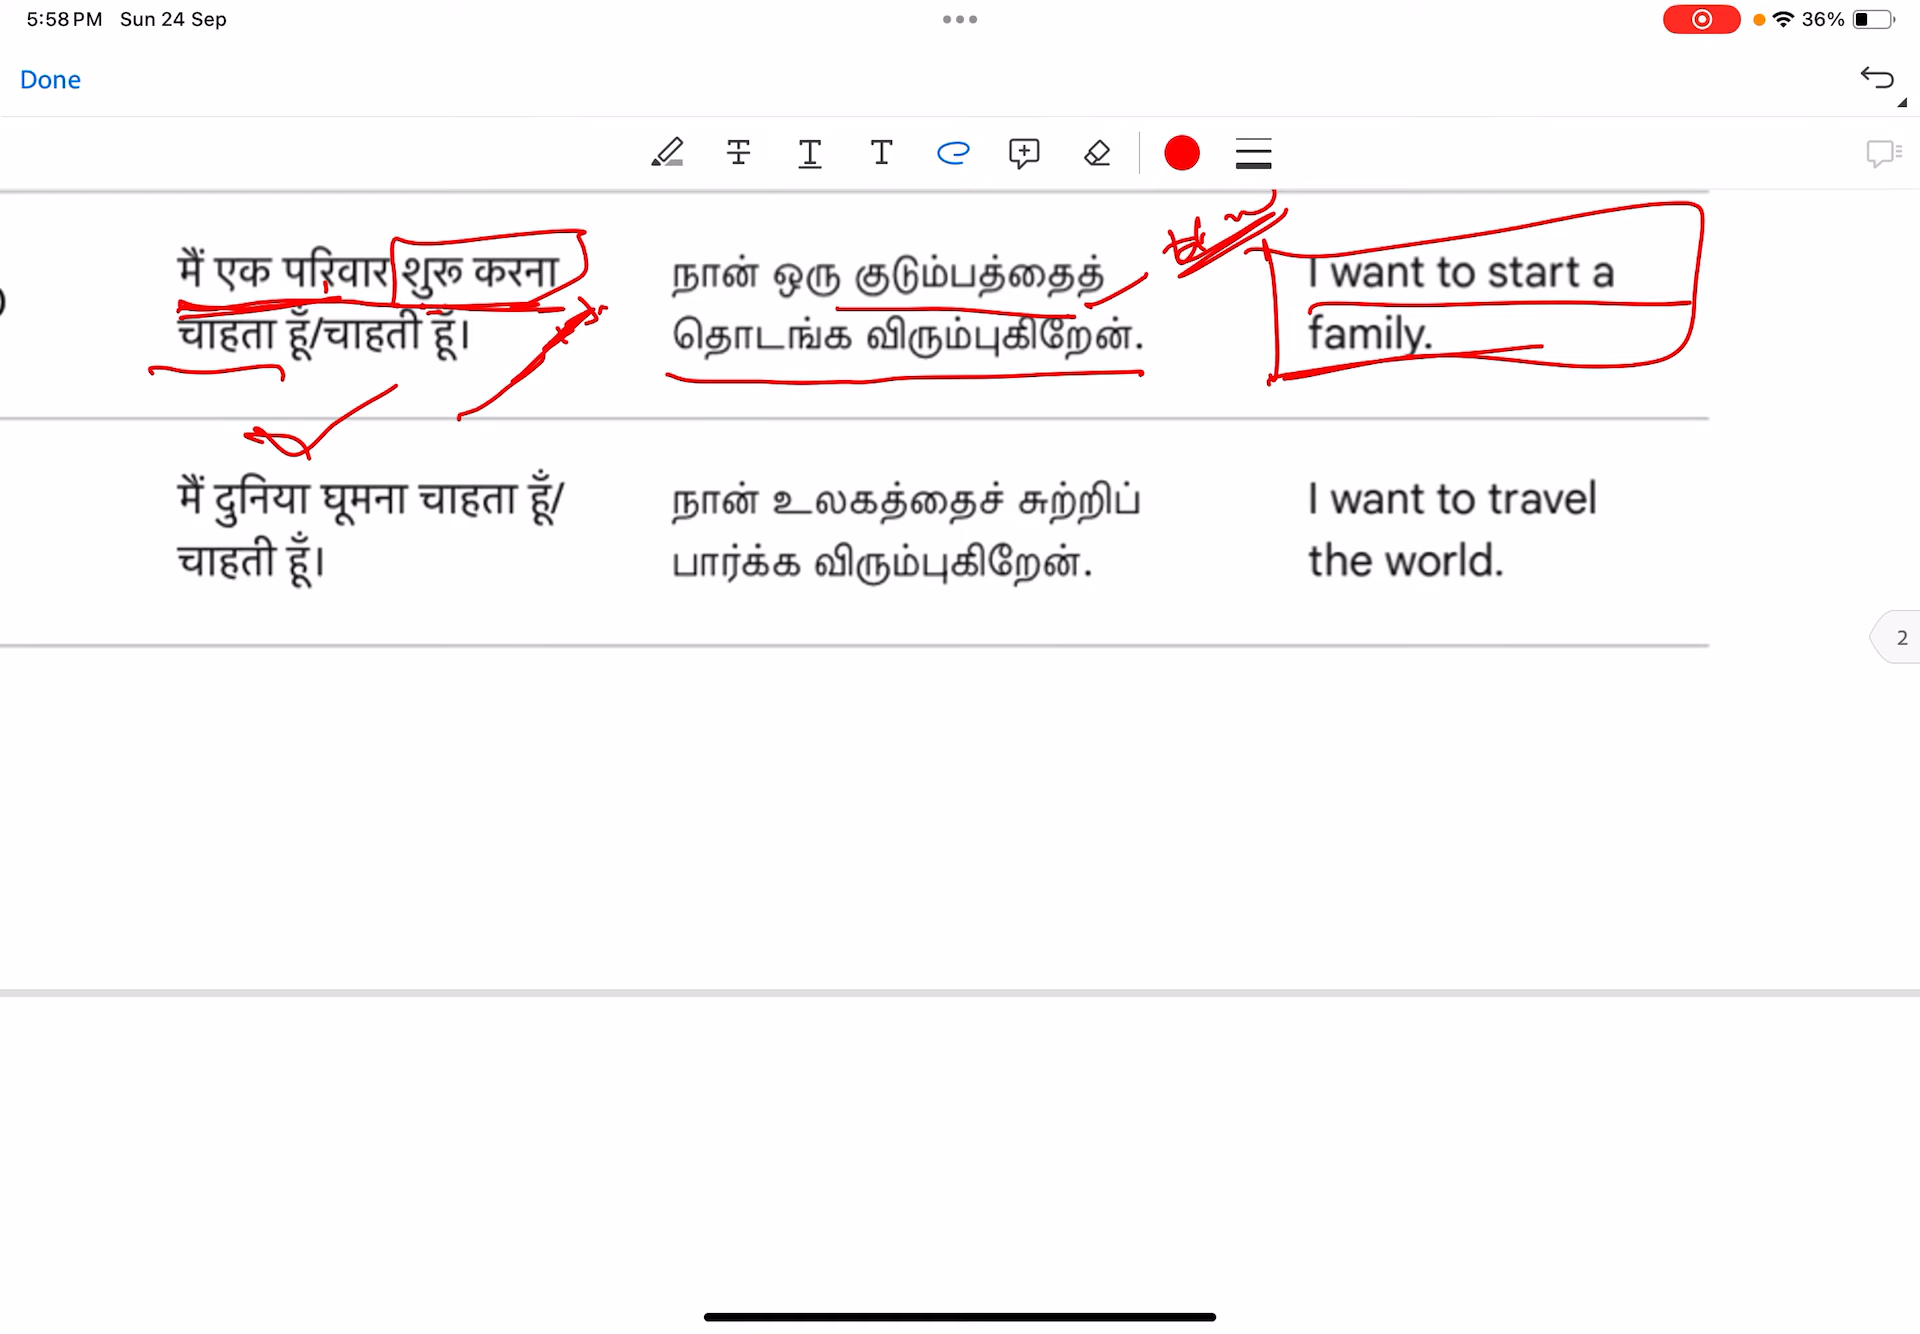 5:58 PM Sun 24 Sep
36%
Done
मैं एक परिवार शुरू करना
चाहता हूँ/चाहती हूँ।
நான் ஒரு குடும்பத்தைத்
தொடங்க விரும்புகிறேன்.
I want to start a
family.
मैं दुनिया घूमना चाहता हूँ/
चाहती हूँ।
நான் உலகத்தைச் சுற்றிப்
பார்க்க விரும்புகிறேன்.
I want to travel
the world.
2